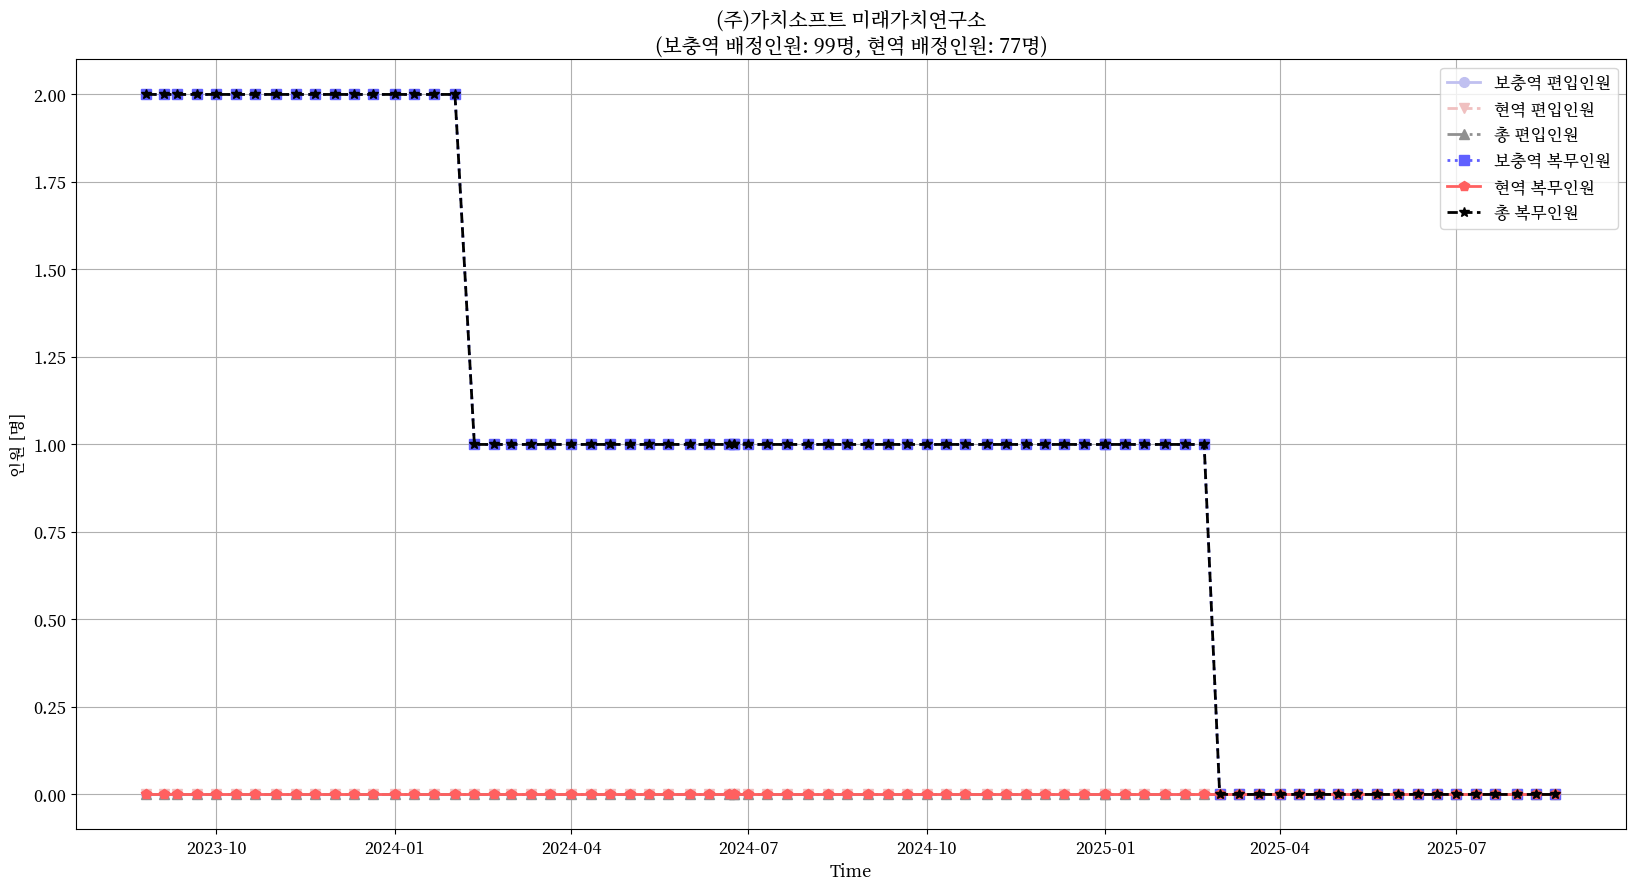 (주)가치소프트 미래가치연구소
(보충역 배정인원: 99명, 현역 배정인원: 77명)
보충역 편입인원
현역 편입인원
총 편입인원
보충역 복무인원
현역 복무인원
총 복무인원
2.00
1.75
1.50
1.25
1.00
0.75
0.50
0.25
0.00
인원 [명]
2023-10
2024-01
2024-04
2024-07
2024-10
2025-01
2025-04
2025-07
Time